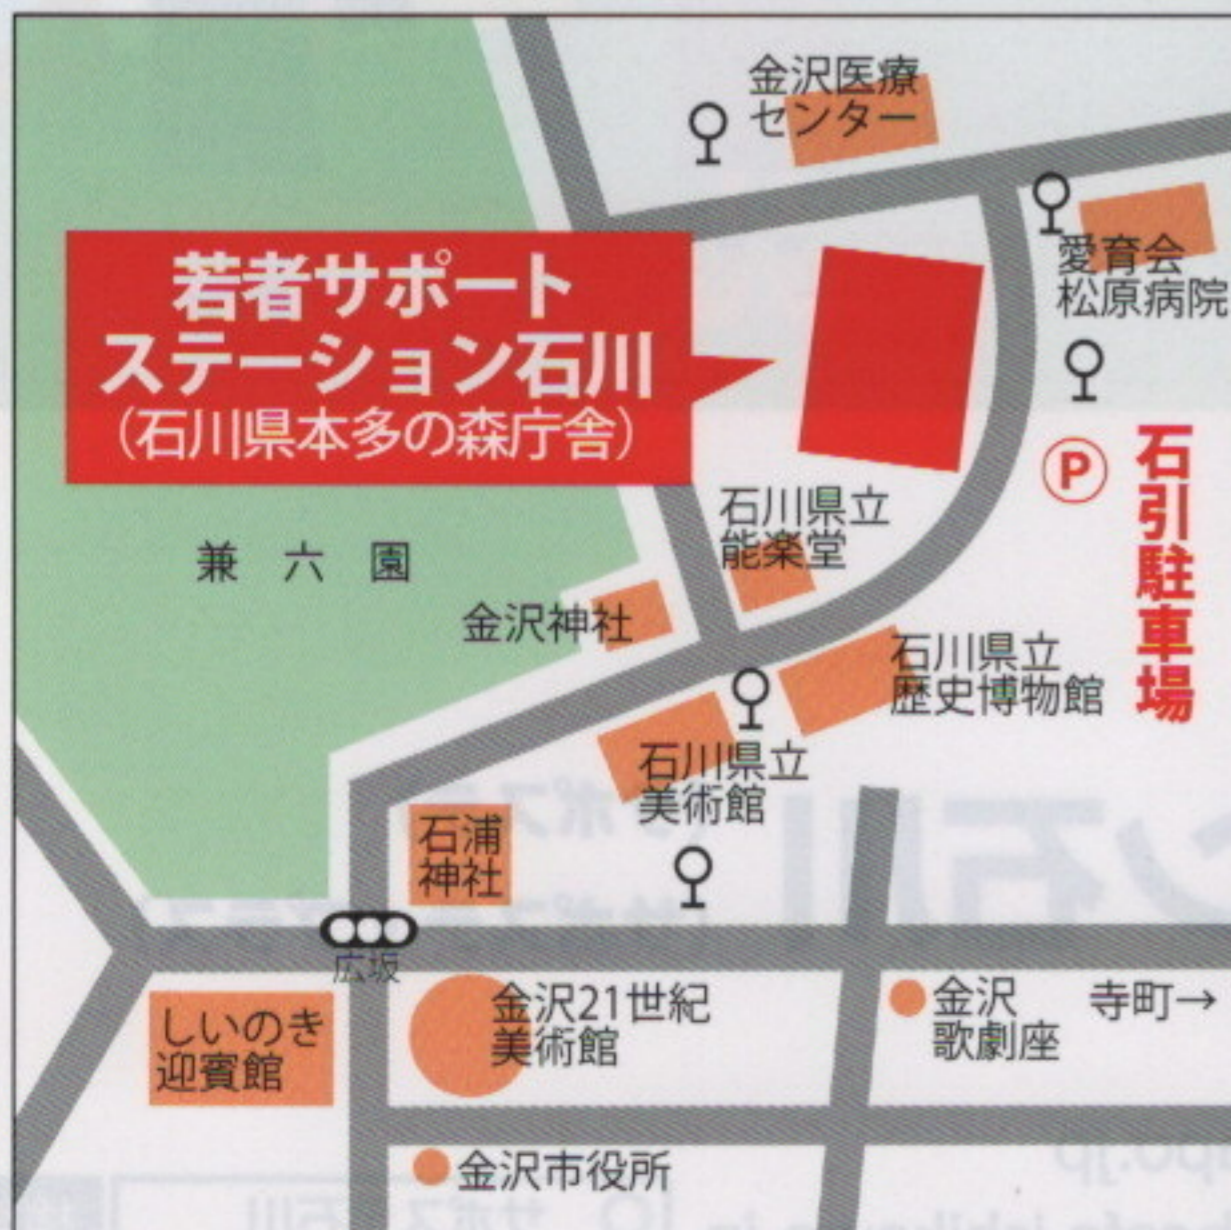 金沢医療
センター
愛育会
松原病院
若者サポート
ステーション石川
(石川県本多の森庁舎)
P
石引駐車場
石川県立
能楽堂
兼六園
金沢神社
石川県立
歴史博物館
石川県立
美術館
石浦
神社
広坂
しいのき
迎賓館
金沢21世紀
美術館
金沢
歌劇座
寺町→
金沢市役所